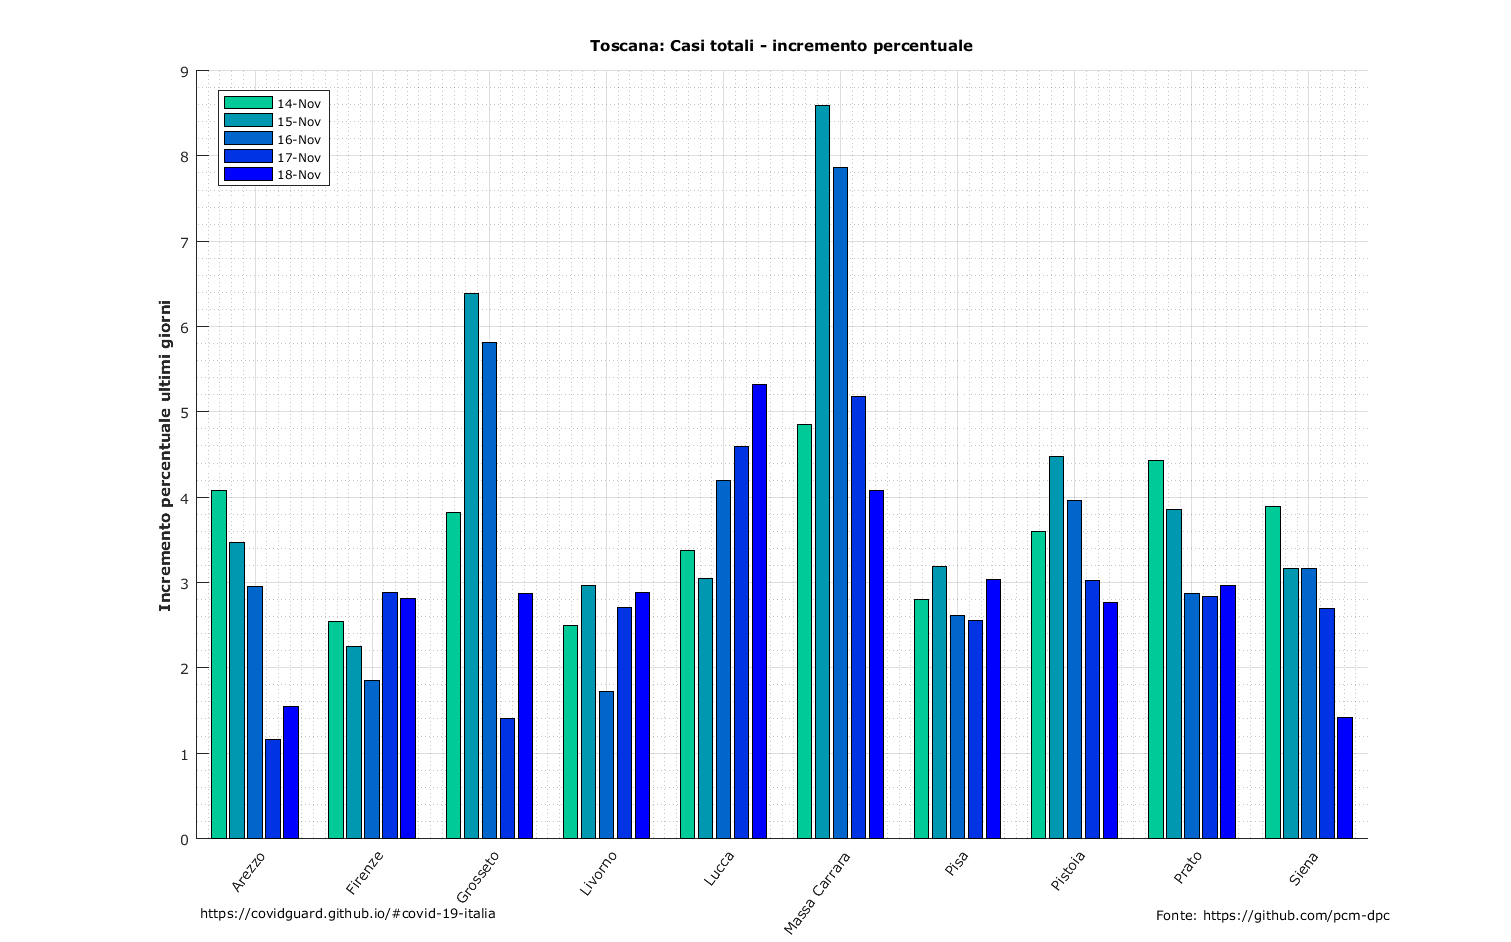 Toscana: Casi totali - incremento percentuale
Incremento percentuale ultimi giorni
9
8
7
6
5
4
3
2
1
0
14-Nov
15-Nov
16-Nov
17-Nov
18-Nov
Arezzo
Firenze
Grosseto
Livorno
Lucca
Massa Carrara
Pisa
Pistoia
Prato
Siena
https://covidguard.github.io/#covid-19-italia
Fonte: https://github.com/pcm-dpc